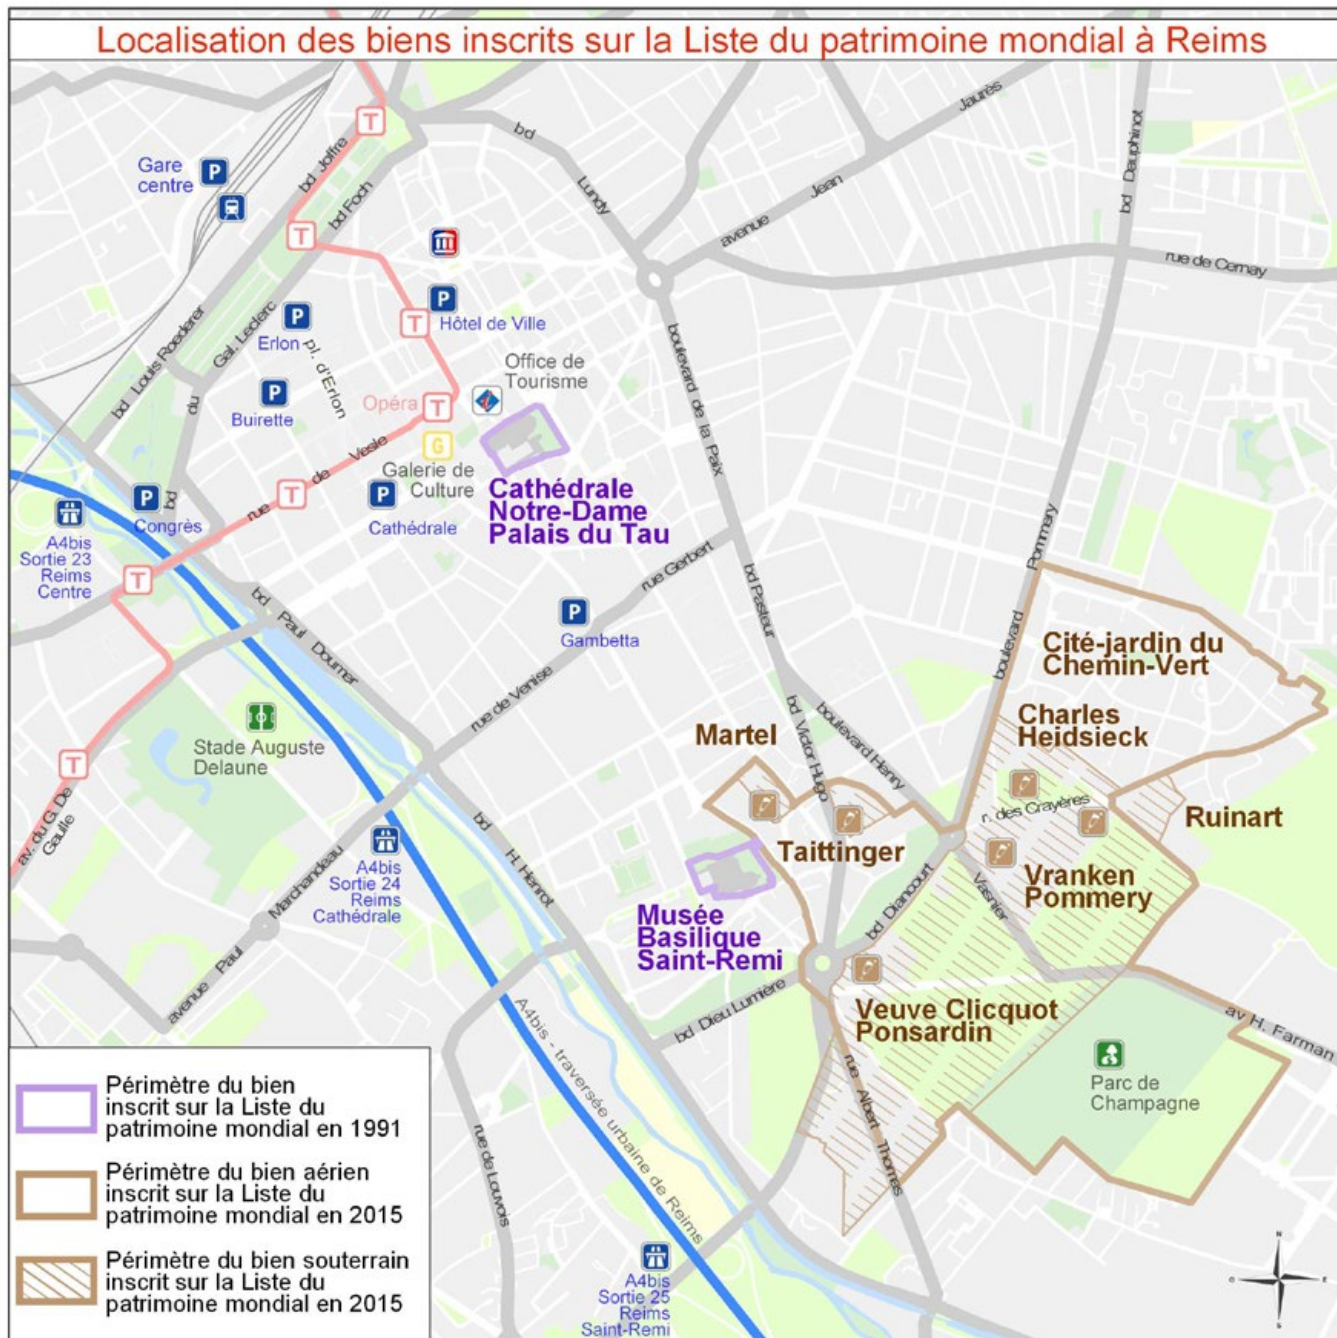 Localisation des biens inscrits sur la Liste du patrimoine mondial à Reims
T
bd Joffre
bd Foch
Gare
centre
P
T
bd
Lundy
avenue
Jean
Jaurès
bd Dauphinot
rue de Cernay
P
Erlon
P
Hôtel de Ville
T
bd Louis Roederer
Gal. Leclerc
du
bd
pl. d'Erlon
P
Buirette
Office de
Tourisme
i
Opéra
T
G
Galerie de
Culture
rue de Vesle
T
P
Cathédrale
Cathédrale
Notre-Dame
Palais du Tau
boulevard de la Paix
P
Congrès
A4bis
Sortie 23
Reims
Centre
T
bd Paul Doumer
rue Gerbert
rue de Venise
P
Gambetta
bd Pasteur
boulevard
Pommery
Cité-jardin du
Chemin-Vert
bd Victor Hugo
boulevard Henry
Stade Auguste
Delaune
T
av. du G. De
Gaulle
Martel
Charles
Heidsieck
r. des Crayères
Ruinart
Taittinger
Vranken
Pommery
Vasnier
bd Diancourt
A4bis
Sortie 24
Reims
Cathédrale
avenue Paul
Marchandeau
bd
H. Henrot
Musée
Basilique
Saint-Remi
bd Dieu Lumière
Veuve Clicquot
Ponsardin
av H. Farman
Parc de
Champagne
rue Albert Thomas
A4bis - traversée urbaine de Reims
rue de Louvois
A4bis
Sortie 25
Reims
Saint-Remi
Périmètre du bien
inscrit sur la Liste du
patrimoine mondial en 1991
Périmètre du bien aérien
inscrit sur la Liste du
patrimoine mondial en 2015
Périmètre du bien souterrain
inscrit sur la Liste du
patrimoine mondial en 2015
N
O
E
S